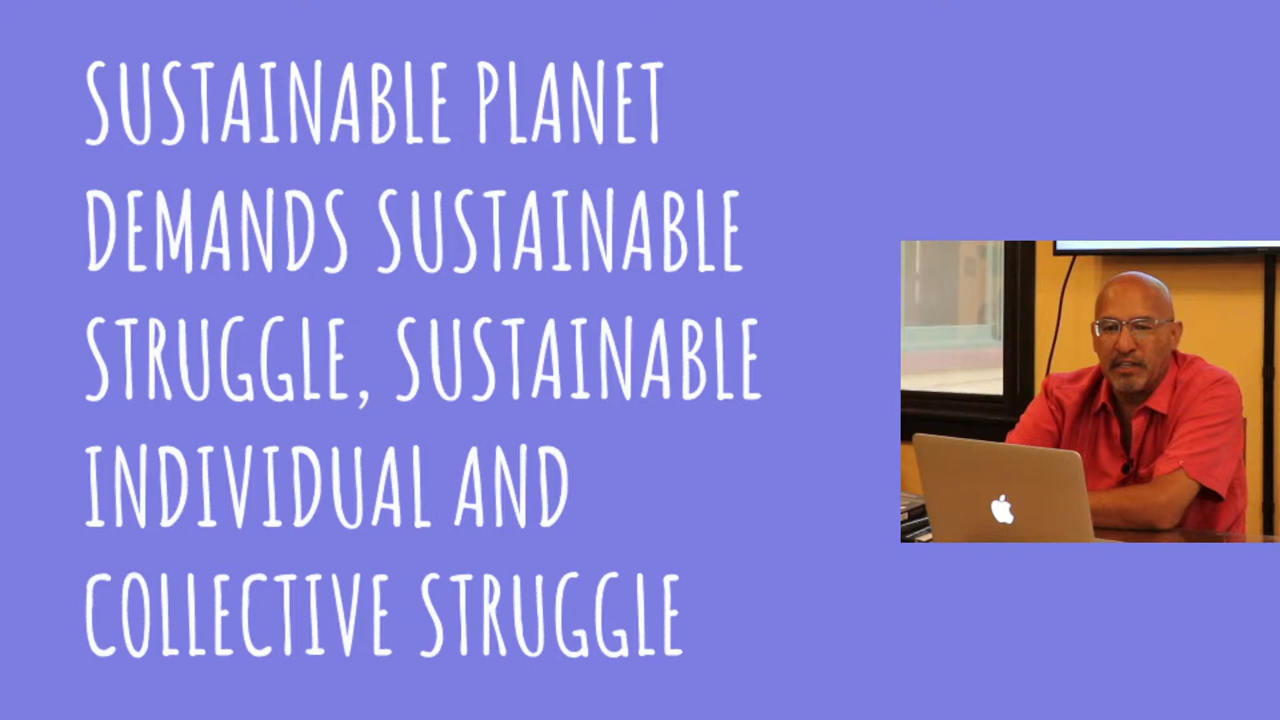 SUSTAINABLE PLANET
DEMANDS SUSTAINABLE
STRUGGLE, SUSTAINABLE
INDIVIDUAL AND
COLLECTIVE STRUGGLE